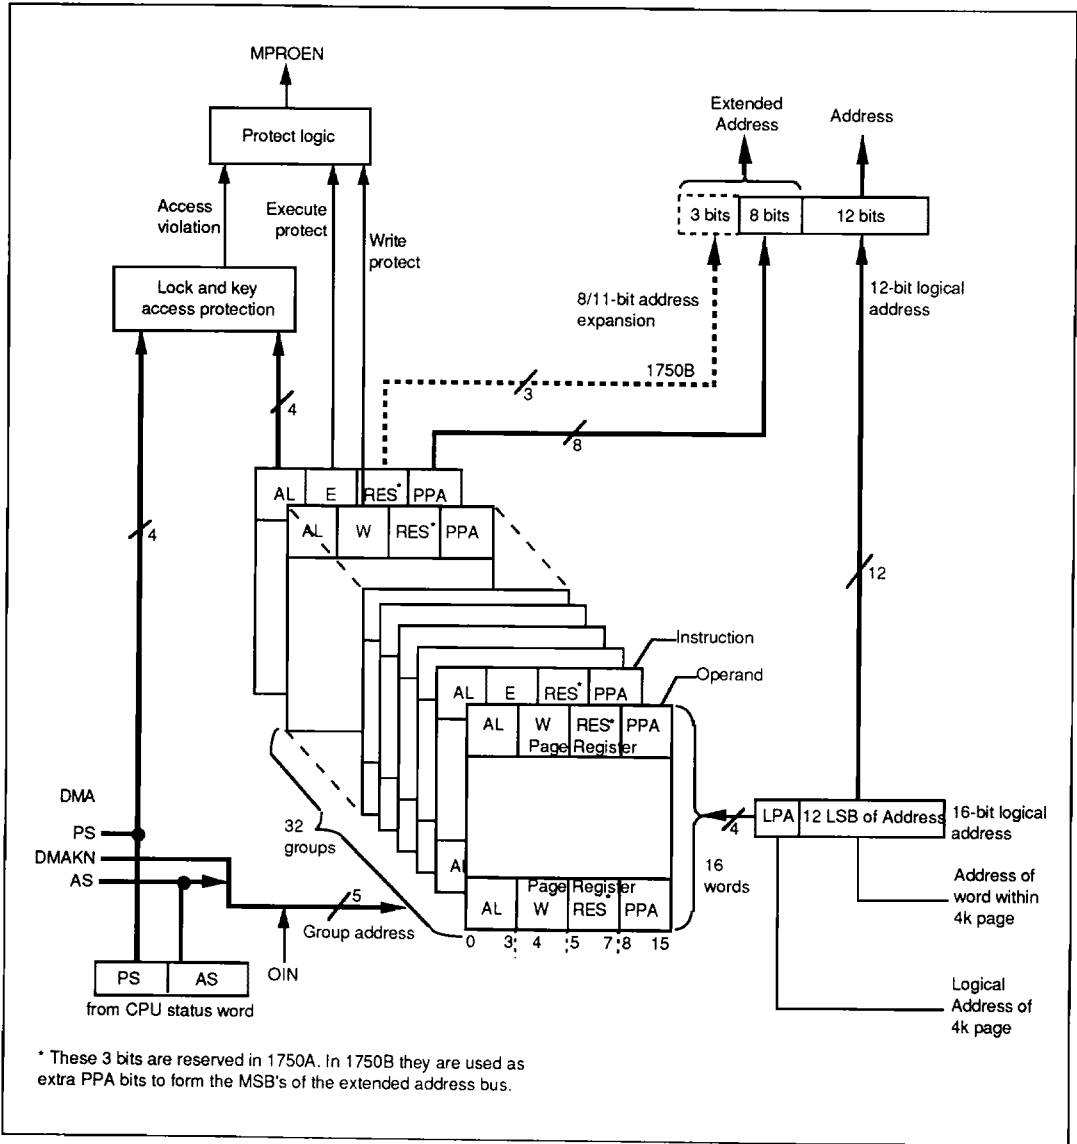 MPROEN
Protect logic
Extended
Address
Address
3 bits
8 bits
12 bits
Access
violation
Execute
protect
Write
protect
Lock and key
access protection
8/11-bit address
expansion
12-bit logical
address
1750B
3
4
8
AL
E
RES*
PPA
AL
W
RES*
PPA
4
12
Instruction
Operand
AL
E
RES*
PPA
AL
W
RES*
PPA
Page Register
DMA
PS
DMAKN
AS
32
groups
4
LPA
12 LSB of Address
16-bit logical
address
16
words
Address of
word within
4k page
5
Group address
OIN
Page Register
AL
AL
W
RES*
PPA
0
3
4
5
7
8
15
PS
AS
from CPU status word
Logical
Address of
4k page
* These 3 bits are reserved in 1750A. In 1750B they are used as
extra PPA bits to form the MSB's of the extended address bus.